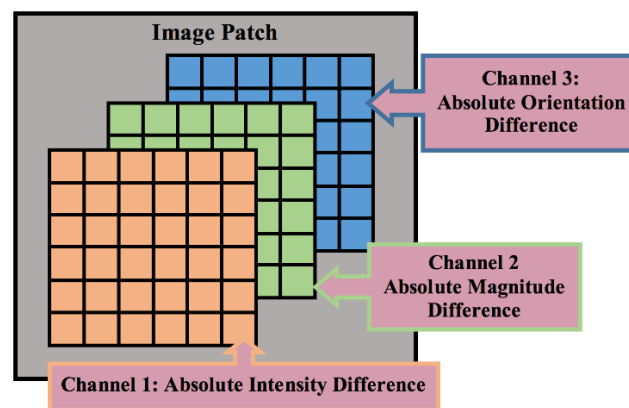 Image Patch
Channel 3:
Absolute Orientation
Difference
Channel 2
Absolute Magnitude
Difference
Channel 1: Absolute Intensity Difference